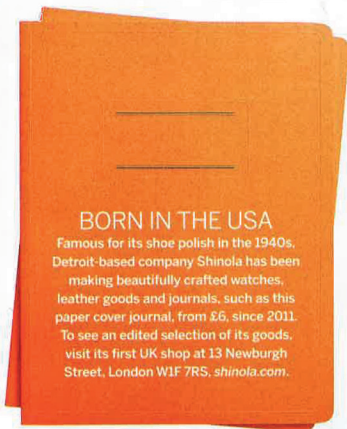 BORN IN THE USA
Famous for its shoe polish in the 1940s,
Detroit-based company Shinola has been
making beautifully crafted watches,
leather goods and journals, such as this
paper cover journal, from £6, since 2011.
To see an edited selection of its goods,
visit its first UK shop at 13 Newburgh
Street, London W1F 7RS, shinola.com.